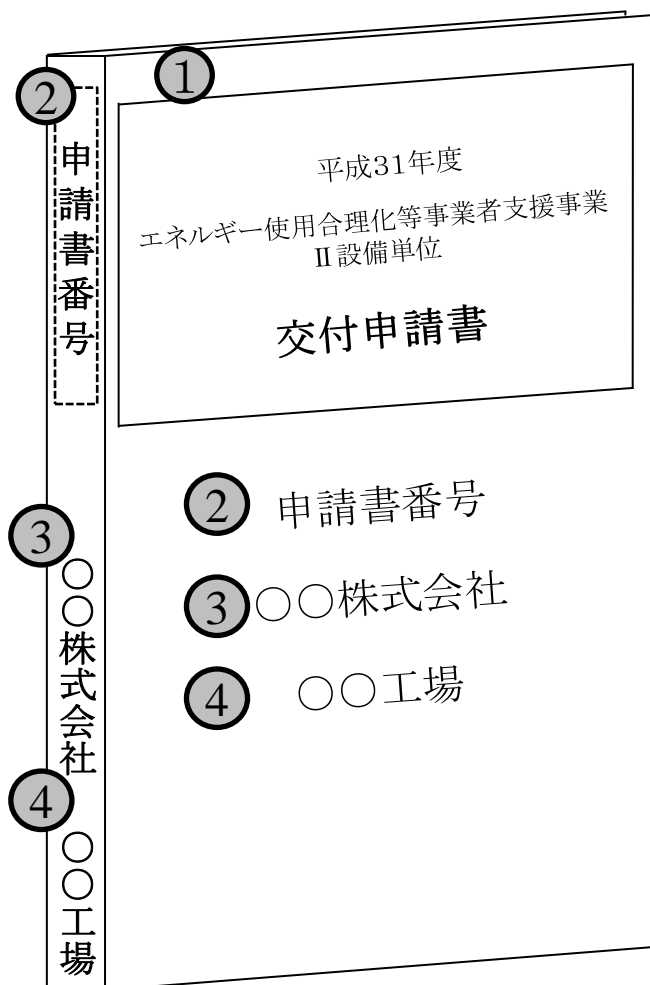 ①
平成31年度
エネルギー使用合理化等事業者支援事業
Ⅱ設備単位
交付申請書
② 申請書番号
③ ○○株式会社
④ ○○工場
② 申請書番号
③ ○○株式会社
④ ○○工場